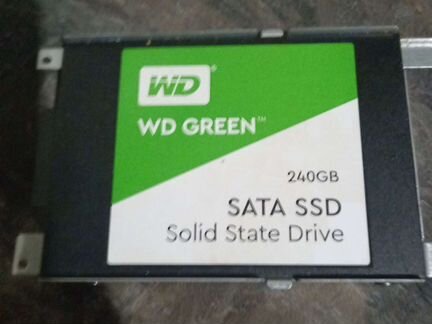 WD®
WD GREEN™
240GB
SATA SSD
Solid State Drive